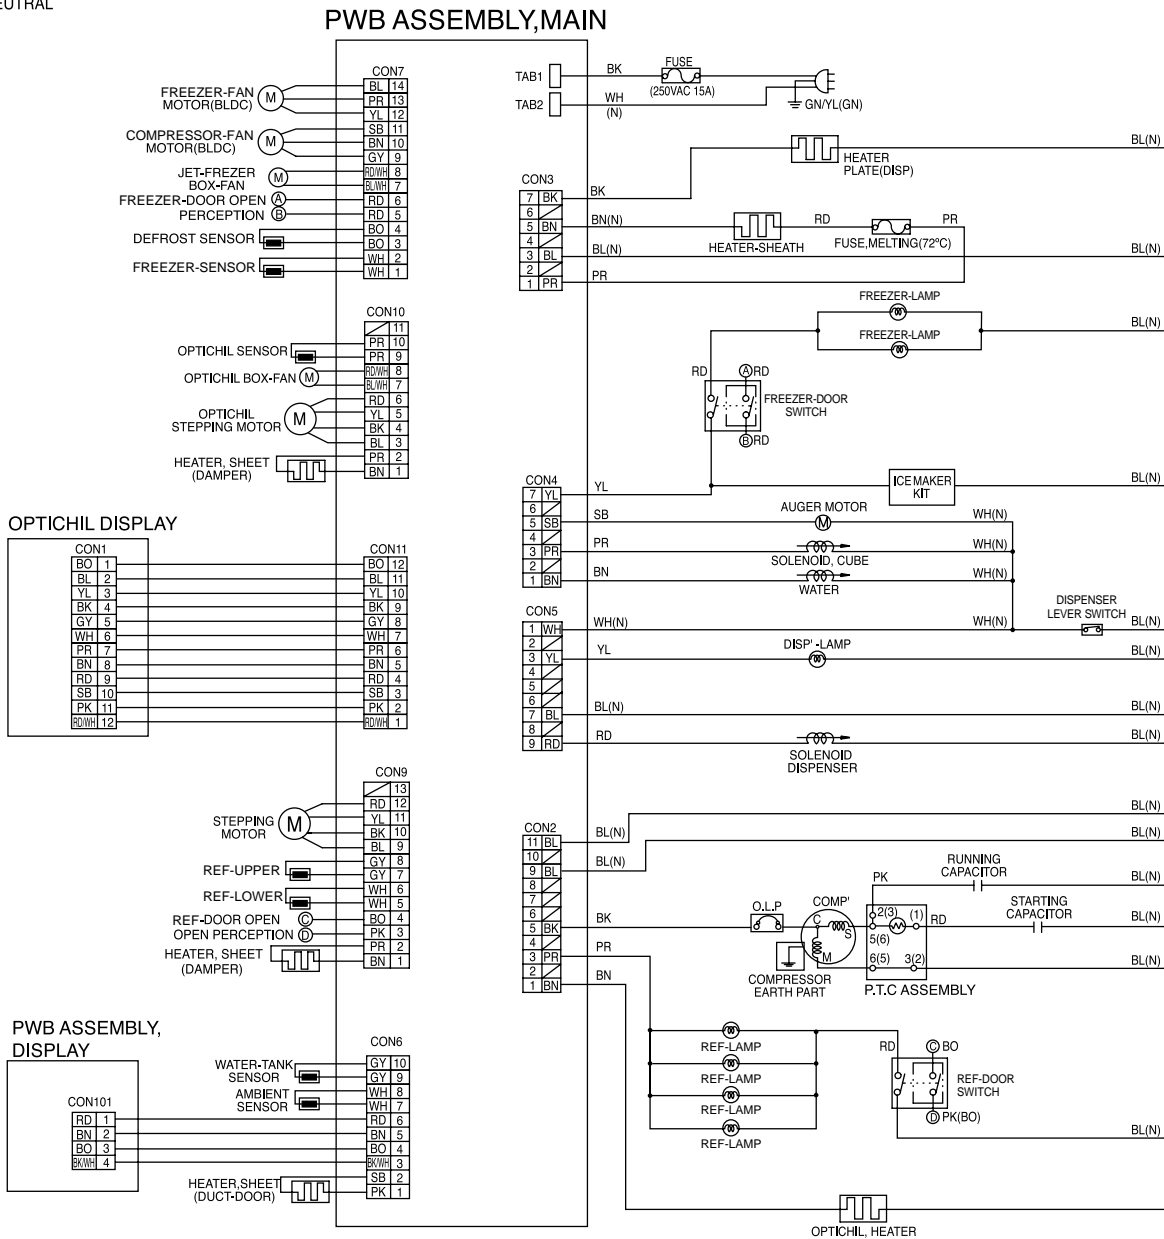 EUTRAL
PWB ASSEMBLY,MAIN
CON7
FREEZER-FAN
MOTOR(BLDC)
M
BL 14
PR 13
YL 12
COMPRESSOR-FAN
MOTOR(BLDC)
M
SB 11
BN 10
GY 9
JET-FREZER
BOX-FAN
M
RD/WH 8
BL/WH 7
FREEZER-DOOR OPEN A
RD 6
PERCEPTION B
RD 5
DEFROST SENSOR
BO 4
BO 3
FREEZER-SENSOR
WH 2
WH 1
CON10
11
OPTICHIL SENSOR
PR 10
PR 9
OPTICHIL BOX-FAN M
RD/WH 8
BL/WH 7
OPTICHIL
STEPPING MOTOR
M
RD 6
YL 5
BK 4
BL 3
HEATER, SHEET
(DAMPER)
PR 2
BN 1
OPTICHIL DISPLAY
CON1
BO 1
BL 2
YL 3
BK 4
GY 5
WH 6
PR 7
BN 8
RD 9
SB 10
PK 11
RD/WH 12
CON11
BO 12
BL 11
YL 10
BK 9
GY 8
WH 7
PR 6
BN 5
RD 4
SB 3
PK 2
RD/WH 1
CON9
13
STEPPING
MOTOR
M
RD 12
YL 11
BK 10
BL 9
REF-UPPER
GY 8
GY 7
REF-LOWER
WH 6
WH 5
REF-DOOR OPEN C
BO 4
OPEN PERCEPTION D
PK 3
HEATER, SHEET
(DAMPER)
PR 2
BN 1
PWB ASSEMBLY,
DISPLAY
CON101
RD 1
BN 2
BO 3
BK/WH 4
CON6
WATER-TANK
SENSOR
GY 10
GY 9
AMBIENT
SENSOR
WH 8
WH 7
RD 6
BN 5
BO 4
BK/WH 3
HEATER,SHEET
(DUCT-DOOR)
SB 2
PK 1
TAB1
BK
FUSE
(250VAC 15A)
TAB2
WH
(N)
GN/YL(GN)
HEATER
PLATE(DISP)
BL(N)
CON3
7 BK
BK
6
5 BN
BN(N)
HEATER-SHEATH
RD
FUSE,MELTING(72ºC)
PR
4
3 BL
BL(N)
BL(N)
2
1 PR
PR
FREEZER-LAMP
FREEZER-LAMP
BL(N)
RD
A RD
FREEZER-DOOR
SWITCH
B RD
CON4
7 YL
YL
ICE MAKER
KIT
BL(N)
6
5 SB
SB
AUGER MOTOR
M
WH(N)
4
3 PR
PR
SOLENOID, CUBE
WH(N)
2
1 BN
BN
WATER
WH(N)
CON5
1 WH
WH(N)
WH(N)
DISPENSER
LEVER SWITCH
BL(N)
2
3 YL
YL
DISP' -LAMP
BL(N)
4
5
6
7 BL
BL(N)
BL(N)
8
9 RD
RD
SOLENOID
DISPENSER
BL(N)
CON2
11 BL
BL(N)
BL(N)
10
9 BL
BL(N)
BL(N)
8
7
6
5 BK
BK
O.L.P
COMP'
C
S
M
COMPRESSOR
EARTH PART
PK
RUNNING
CAPACITOR
BL(N)
2(3) (1)
RD
STARTING
CAPACITOR
BL(N)
5(6)
6(5) 3(2)
BL(N)
P.T.C ASSEMBLY
4
3 PR
PR
2
1 BN
BN
REF-LAMP
REF-LAMP
REF-LAMP
REF-LAMP
RD
C BO
REF-DOOR
SWITCH
D PK(BO)
BL(N)
OPTICHIL, HEATER